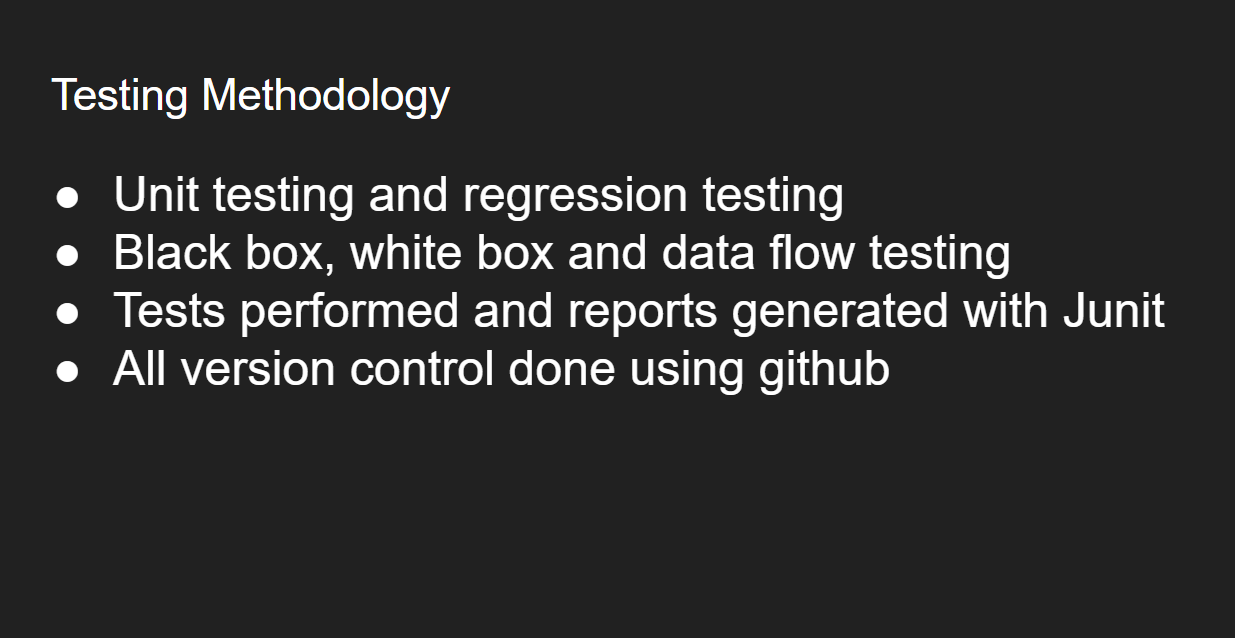 Testing Methodology
● Unit testing and regression testing
● Black box, white box and data flow testing
● Tests performed and reports generated with Junit
● All version control done using github